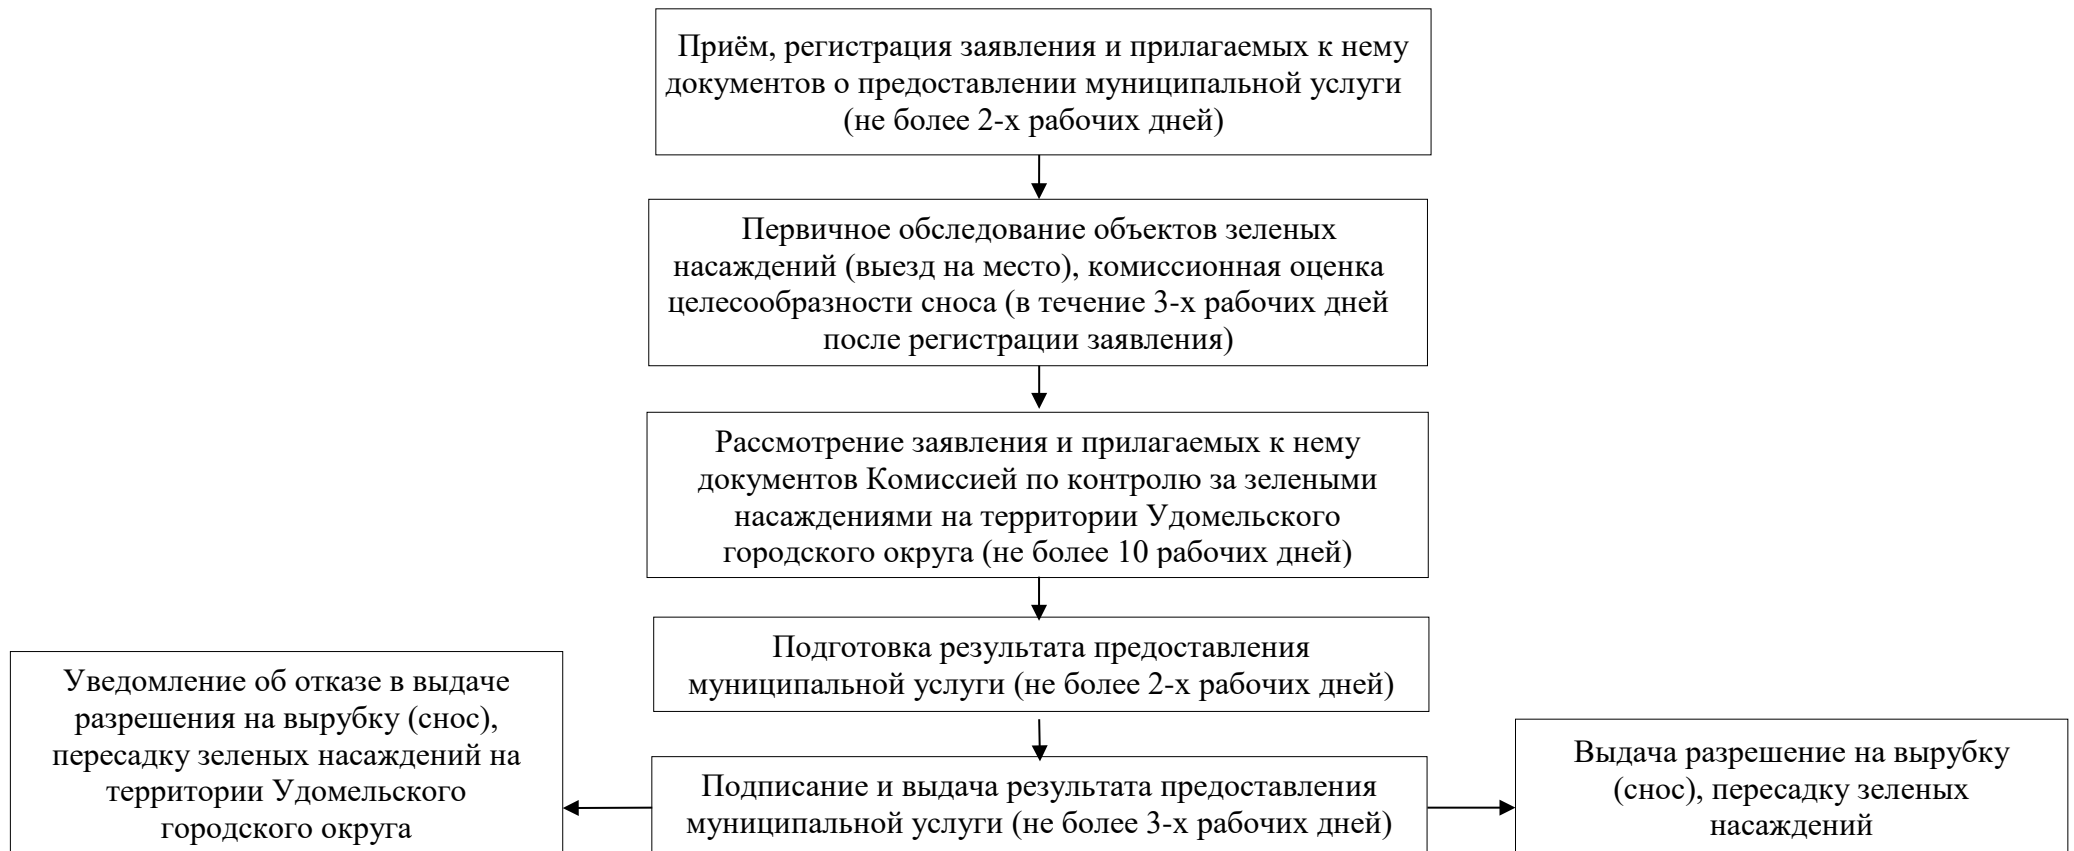 Приём, регистрация заявления и прилагаемых к нему
документов о предоставлении муниципальной услуги
(не более 2-х рабочих дней)
Первичное обследование объектов зеленых
насаждений (выезд на место), комиссионная оценка
целесообразности сноса (в течение 3-х рабочих дней
после регистрации заявления)
Рассмотрение заявления и прилагаемых к нему
документов Комиссией по контролю за зелеными
насаждениями на территории Удомельского
городского округа (не более 10 рабочих дней)
Подготовка результата предоставления
муниципальной услуги (не более 2-х рабочих дней)
Уведомление об отказе в выдаче
разрешения на вырубку (снос),
пересадку зеленых насаждений на
территории Удомельского
городского округа
Подписание и выдача результата предоставления
муниципальной услуги (не более 3-х рабочих дней)
Выдача разрешение на вырубку
(снос), пересадку зеленых
насаждений